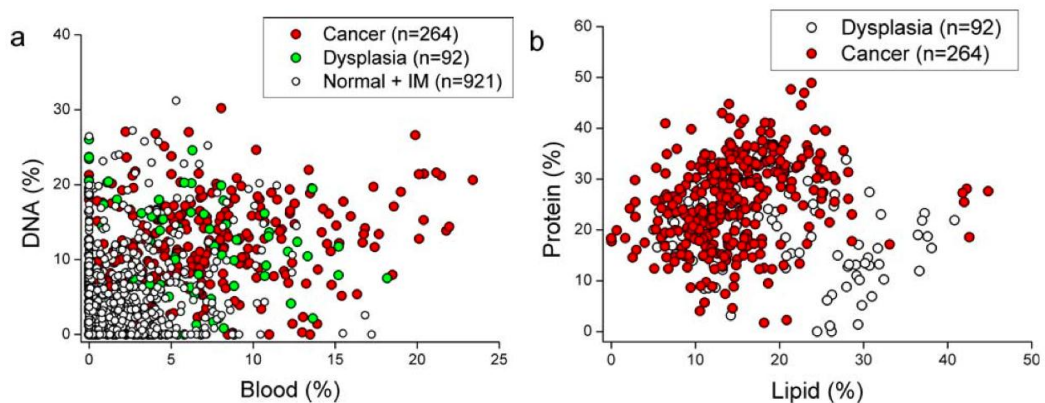 a
40
30
20
10
0
DNA (%)
0 5 10 15 20 25
Blood (%)
Cancer (n=264)
Dysplasia (n=92)
Normal + IM (n=921)
b
60
50
40
30
20
10
0
Protein (%)
0 10 20 30 40 50
Lipid (%)
Dysplasia (n=92)
Cancer (n=264)